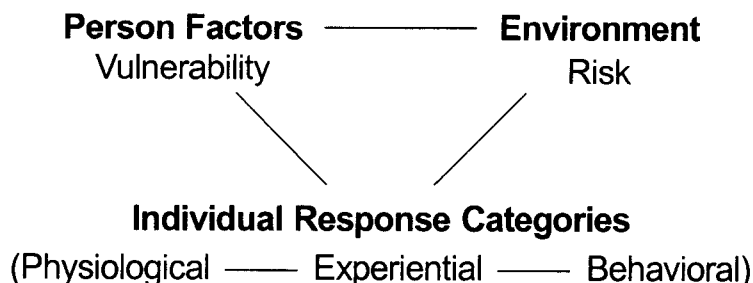 Person Factors Environment
Vulnerability Risk
Individual Response Categories
(Physiological Experiential Behavioral)